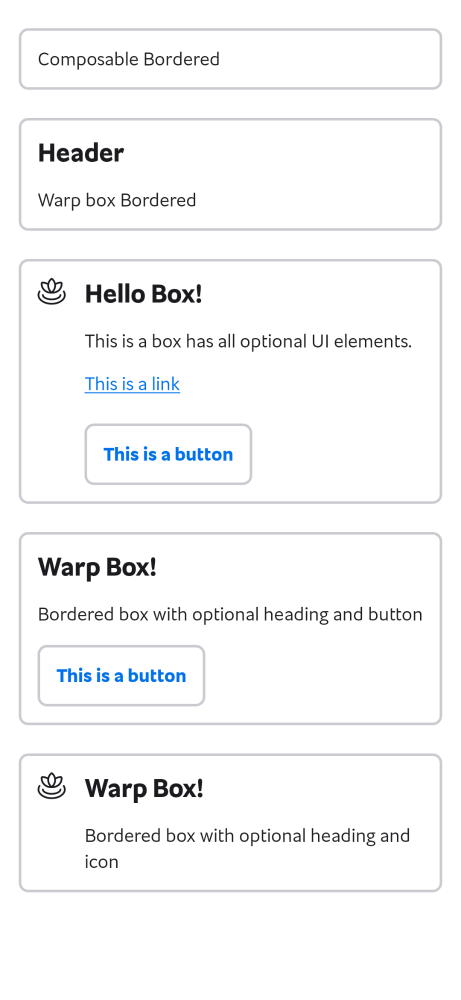 Composable Bordered
Header
Warp box Bordered
Hello Box!
This is a box has all optional UI elements.
This is a link
This is a button
Warp Box!
Bordered box with optional heading and button
This is a button
Warp Box!
Bordered box with optional heading and
icon